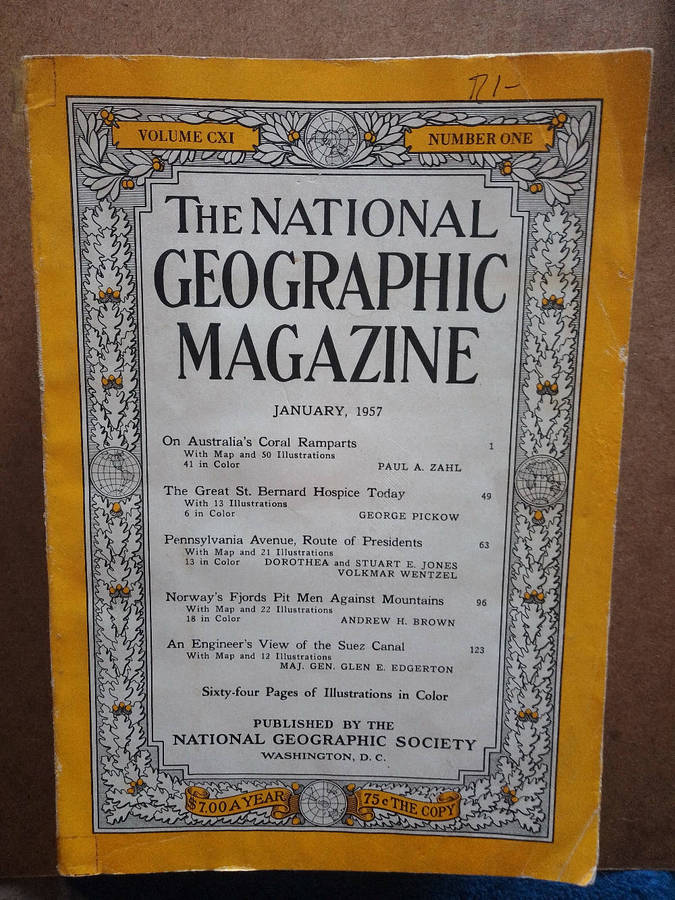 VOLUME CXI
NUMBER ONE
THE NATIONAL
GEOGRAPHIC
MAGAZINE
JANUARY, 1957
On Australia's Coral Ramparts 1
With Map and 50 Illustrations
41 in Color PAUL A. ZAHL
The Great St. Bernard Hospice Today 49
With 13 Illustrations
6 in Color GEORGE PICKOW
Pennsylvania Avenue, Route of Presidents 63
With Map and 21 Illustrations
13 in Color DOROTHEA and STUART E. JONES
VOLKMAR WENTZEL
Norway's Fjords Pit Men Against Mountains 96
With Map and 22 Illustrations
18 in Color ANDREW H. BROWN
An Engineer's View of the Suez Canal 123
With Map and 12 Illustrations
MAJ. GEN. GLEN E. EDGERTON
Sixty-four Pages of Illustrations in Color
PUBLISHED BY THE
NATIONAL GEOGRAPHIC SOCIETY
WASHINGTON, D. C.
$7.00 A YEAR
75¢ THE COPY